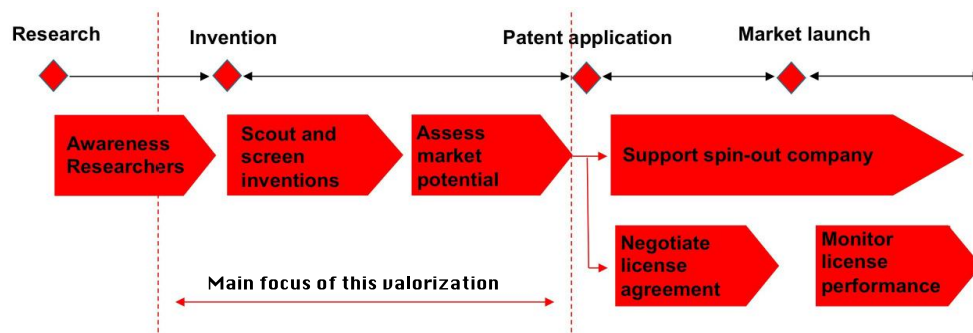 Research
Invention
Patent application
Market launch
Awareness
Researchers
Scout and
screen
inventions
Assess
market
potential
Support spin-out company
Negotiate
license
agreement
Monitor
license
performance
Main focus of this valorization